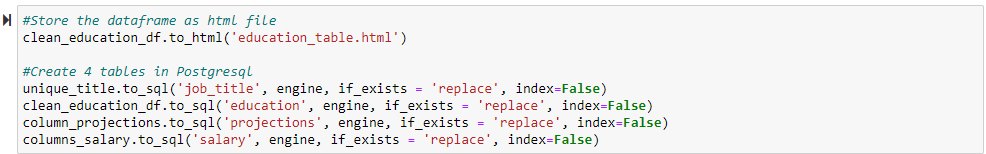 #Store the dataframe as html file
clean_education_df.to_html('education_table.html')

#Create 4 tables in Postgresql
unique_title.to_sql('job_title', engine, if_exists = 'replace', index=False)
clean_education_df.to_sql('education', engine, if_exists = 'replace', index=False)
column_projections.to_sql('projections', engine, if_exists = 'replace', index=False)
columns_salary.to_sql('salary', engine, if_exists = 'replace', index=False)